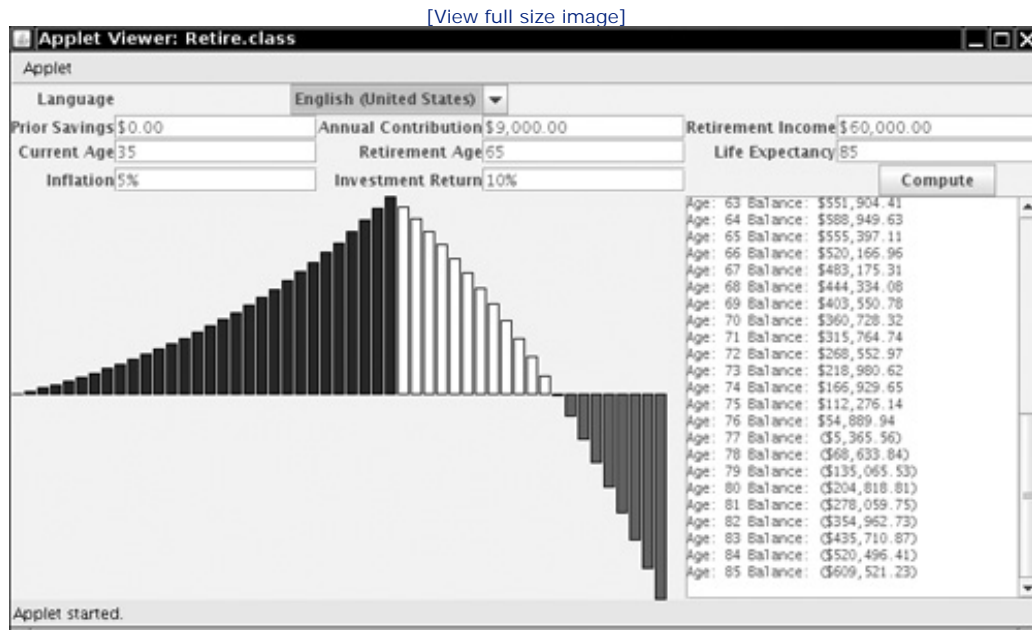 [View full size image]
Applet Viewer: Retire.class
Applet
Language English (United States)
Prior Savings $0.00 Annual Contribution $9,000.00 Retirement Income $60,000.00
Current Age 35 Retirement Age 65 Life Expectancy 85
Inflation 5% Investment Return 10% Compute
Age: 63 Balance: $551,904.41
Age: 64 Balance: $588,949.63
Age: 65 Balance: $555,397.11
Age: 66 Balance: $520,166.96
Age: 67 Balance: $483,175.31
Age: 68 Balance: $444,334.08
Age: 69 Balance: $403,550.78
Age: 70 Balance: $360,728.32
Age: 71 Balance: $315,764.74
Age: 72 Balance: $268,552.97
Age: 73 Balance: $218,980.62
Age: 74 Balance: $166,929.65
Age: 75 Balance: $112,276.14
Age: 76 Balance: $54,889.94
Age: 77 Balance: ($5,365.56)
Age: 78 Balance: ($68,633.84)
Age: 79 Balance: ($135,065.53)
Age: 80 Balance: ($204,818.81)
Age: 81 Balance: ($278,059.75)
Age: 82 Balance: ($354,962.73)
Age: 83 Balance: ($435,710.87)
Age: 84 Balance: ($520,496.41)
Age: 85 Balance: ($609,521.23)
Applet started.